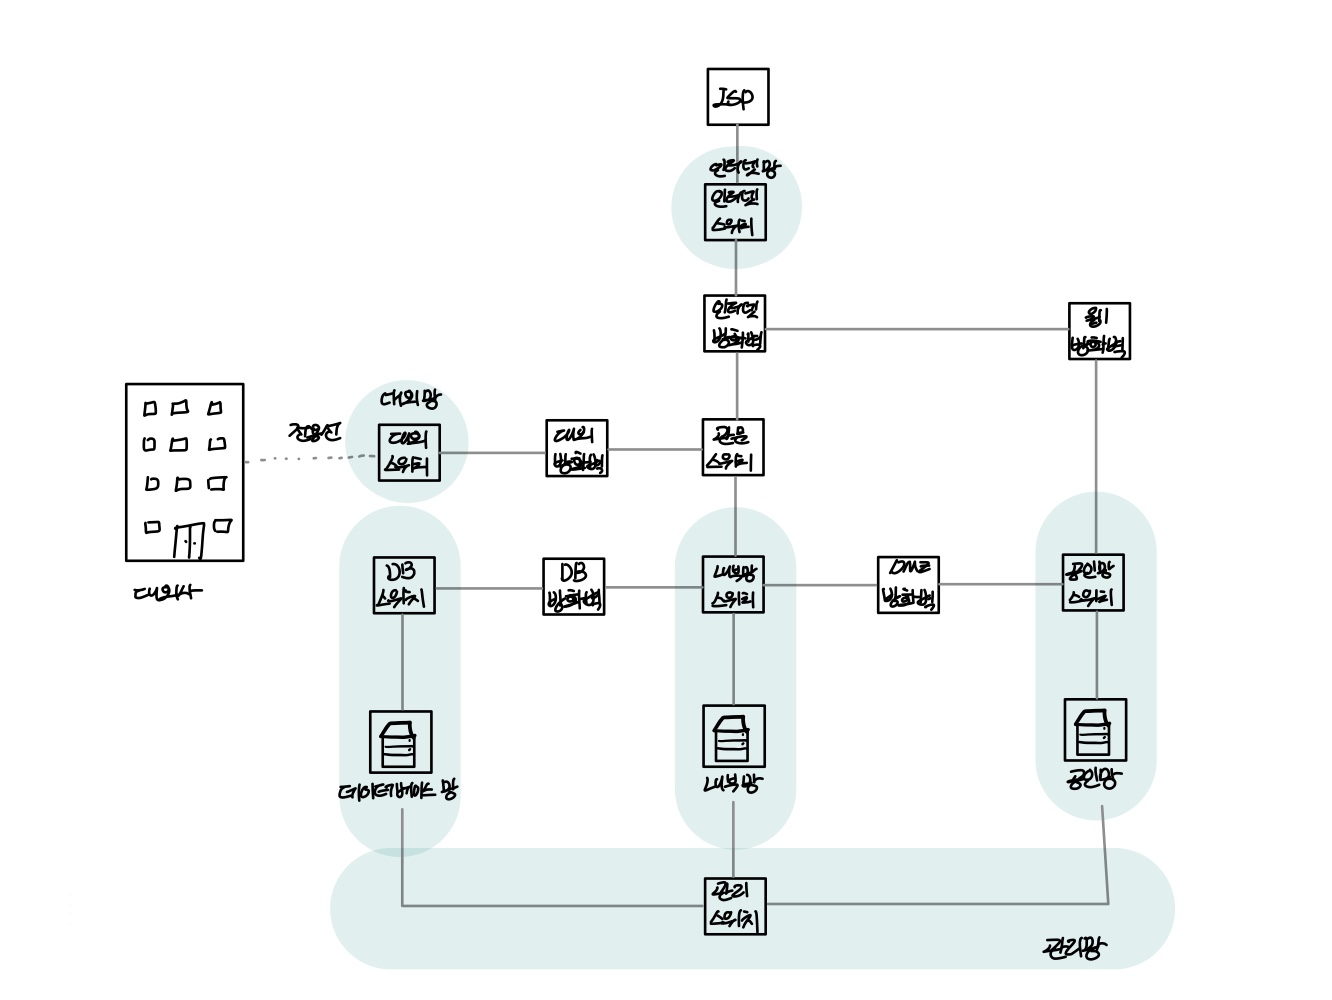 ISP
인터넷망
인터넷
스위치
인터넷
방화벽
웹
방화벽
대외망
전용선
대외
스위치
대외
방화벽
관문
스위치
DB
스위치
DB
방화벽
내부망
스위치
DMZ
방화벽
공인망
스위치
대외사
데이터베이스 망
내부망
공인망
관리
스위치
관리망